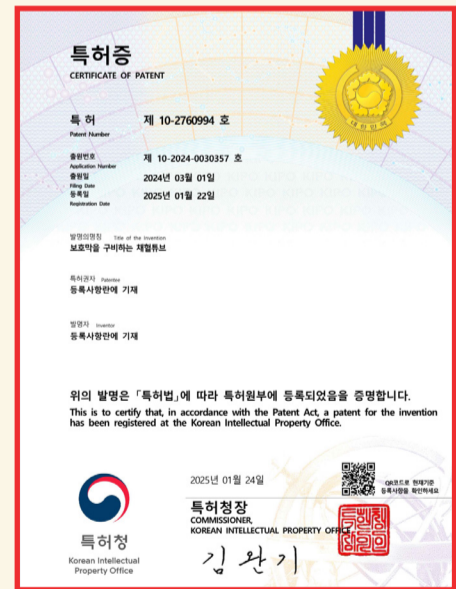 특허증
CERTIFICATE OF PATENT
특 허 제 10-2760994 호
Patent Number
출원번호 제 10-2024-0030357 호
Application Number
출원일 2024년 03월 01일
Filing Date
등록일 2025년 01월 22일
Registration Date
발명의명칭 Title of the Invention
보호막을 구비하는 채혈튜브
특허권자 Patentee
등록사항란에 기재
발명자 Inventor
등록사항란에 기재
위의 발명은 「특허법」에 따라 특허원부에 등록되었음을 증명합니다.
This is to certify that, in accordance with the Patent Act, a patent for the invention
has been registered at the Korean Intellectual Property Office.
2025년 01월 24일
QR코드로 현재기준
등록사항을 확인하세요
특허청장
COMMISSIONER,
KOREAN INTELLECTUAL PROPERTY OFFICE
김완기
특허청
Korean Intellectual
Property Office
대한민국